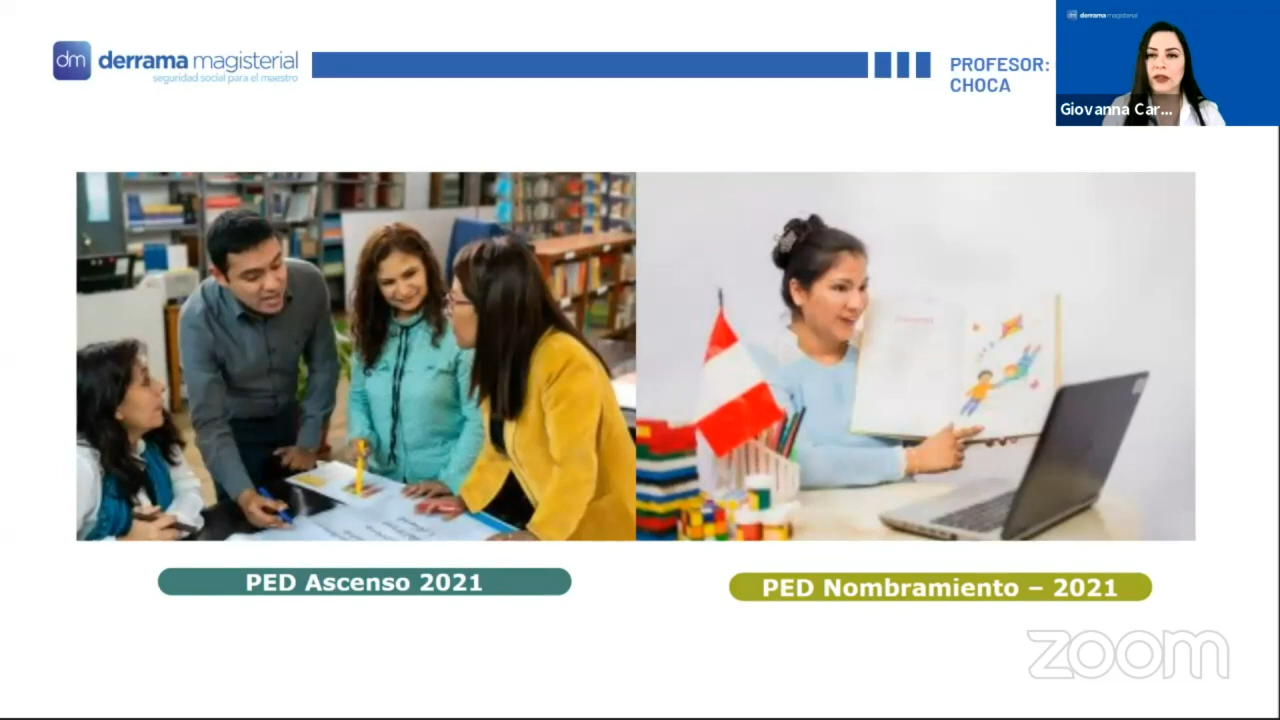 dm derrama magisterial
seguridad social para el maestro
PROFESOR:
CHOCA
derrama magisterial
Giovanna Car...
PED Ascenso 2021
PED Nombramiento – 2021
zoom